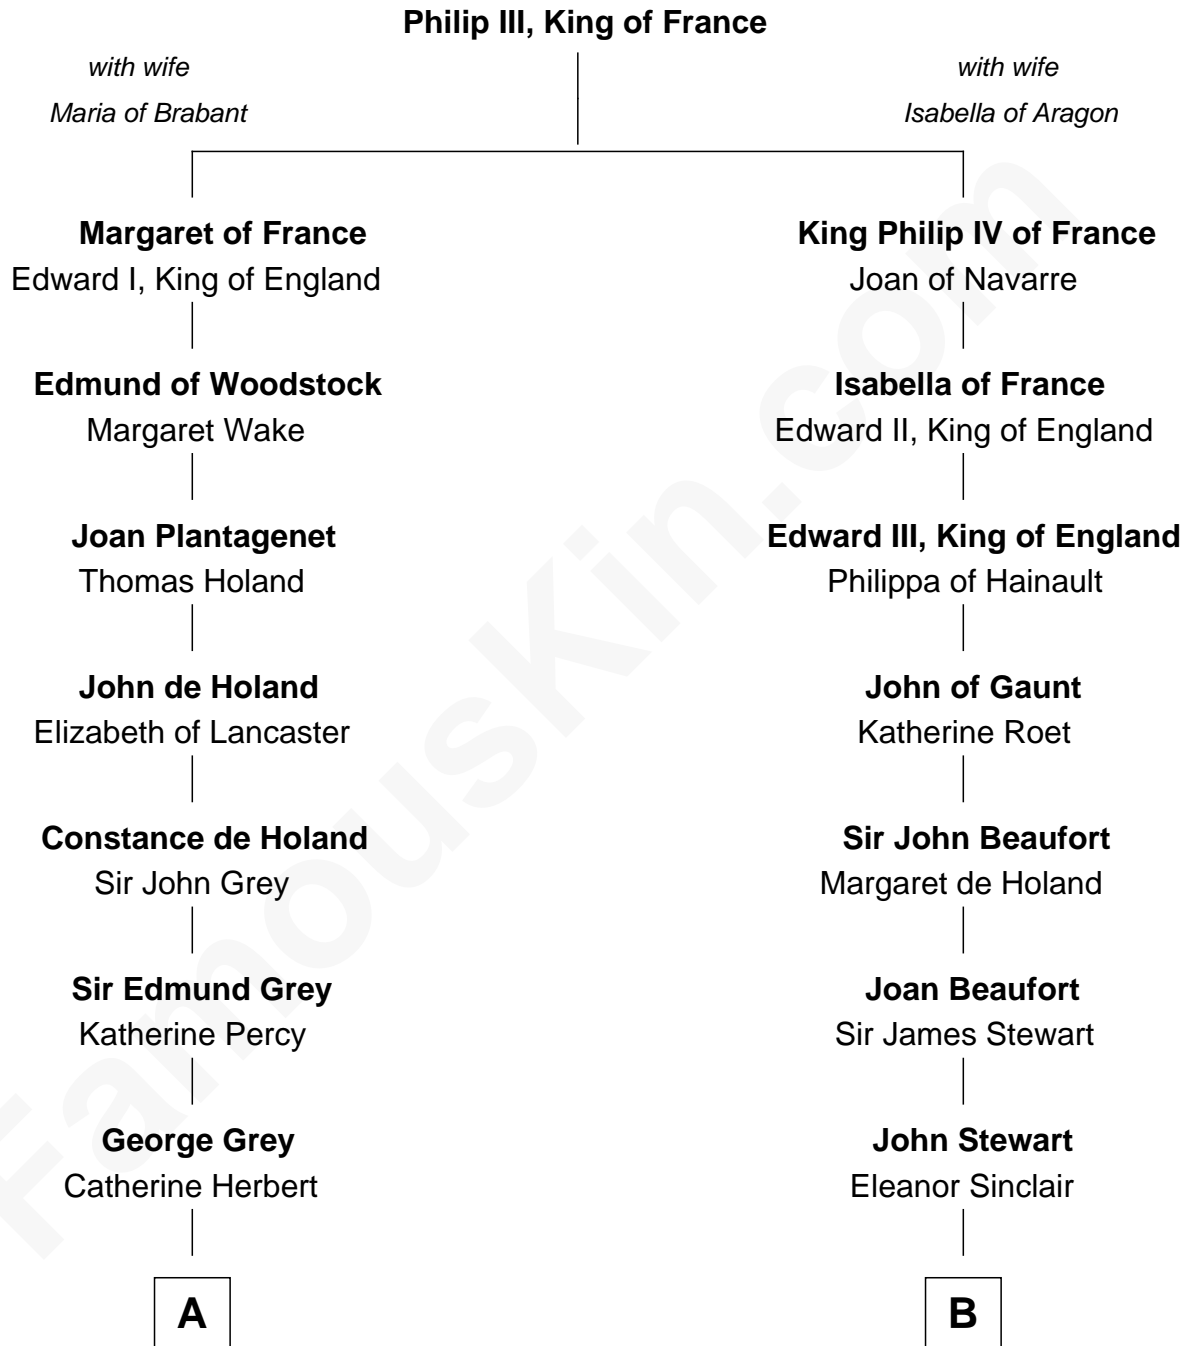 Philip III, King of France
with wife
Maria of Brabant
with wife
Isabella of Aragon
Margaret of France
Edward I, King of England
King Philip IV of France
Joan of Navarre
Edmund of Woodstock
Margaret Wake
Isabella of France
Edward II, King of England
Joan Plantagenet
Thomas Holand
Edward III, King of England
Philippa of Hainault
John de Holand
Elizabeth of Lancaster
John of Gaunt
Katherine Roet
Constance de Holand
Sir John Grey
Sir John Beaufort
Margaret de Holand
Sir Edmund Grey
Katherine Percy
Joan Beaufort
Sir James Stewart
George Grey
Catherine Herbert
John Stewart
Eleanor Sinclair
A
B
FamousKin.com